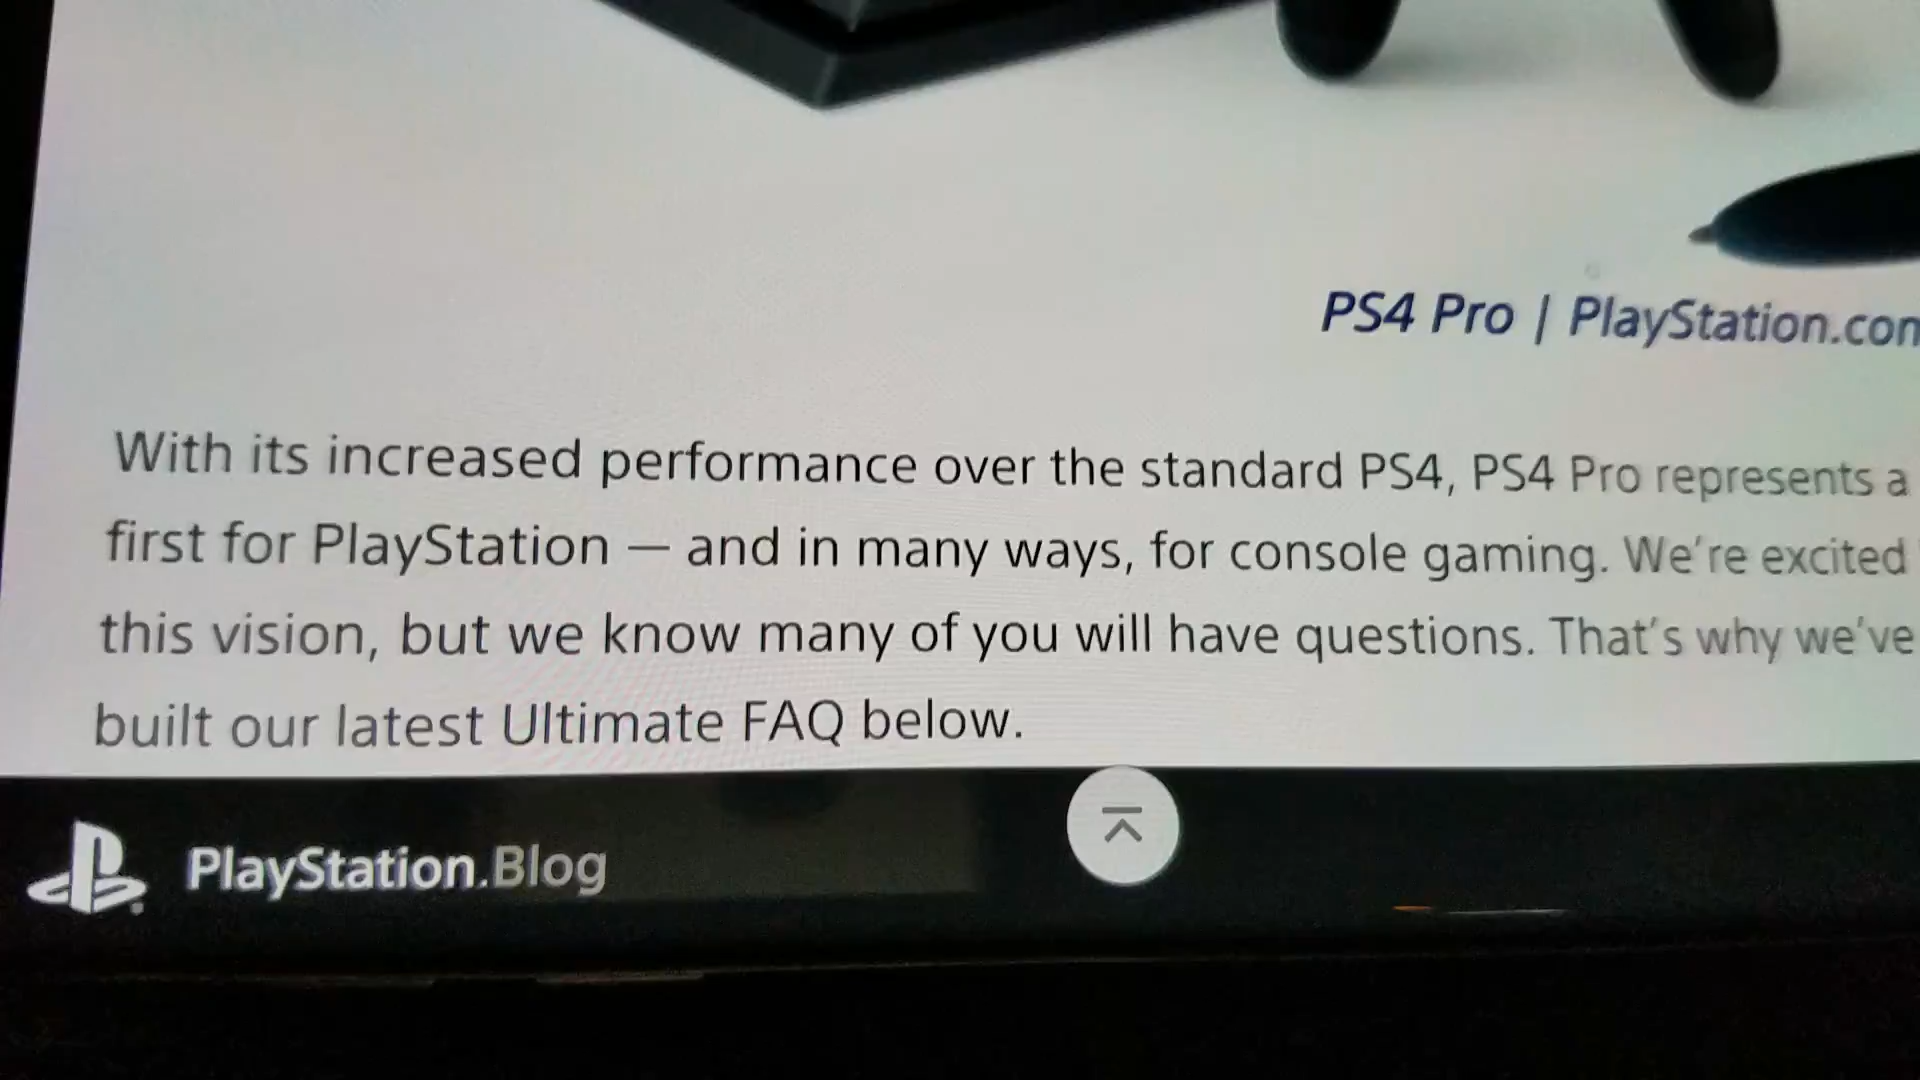 PS4 Pro | PlayStation.com
With its increased performance over the standard PS4, PS4 Pro represents a
first for PlayStation — and in many ways, for console gaming. We're excited
this vision, but we know many of you will have questions. That's why we've
built our latest Ultimate FAQ below.
PlayStation.Blog